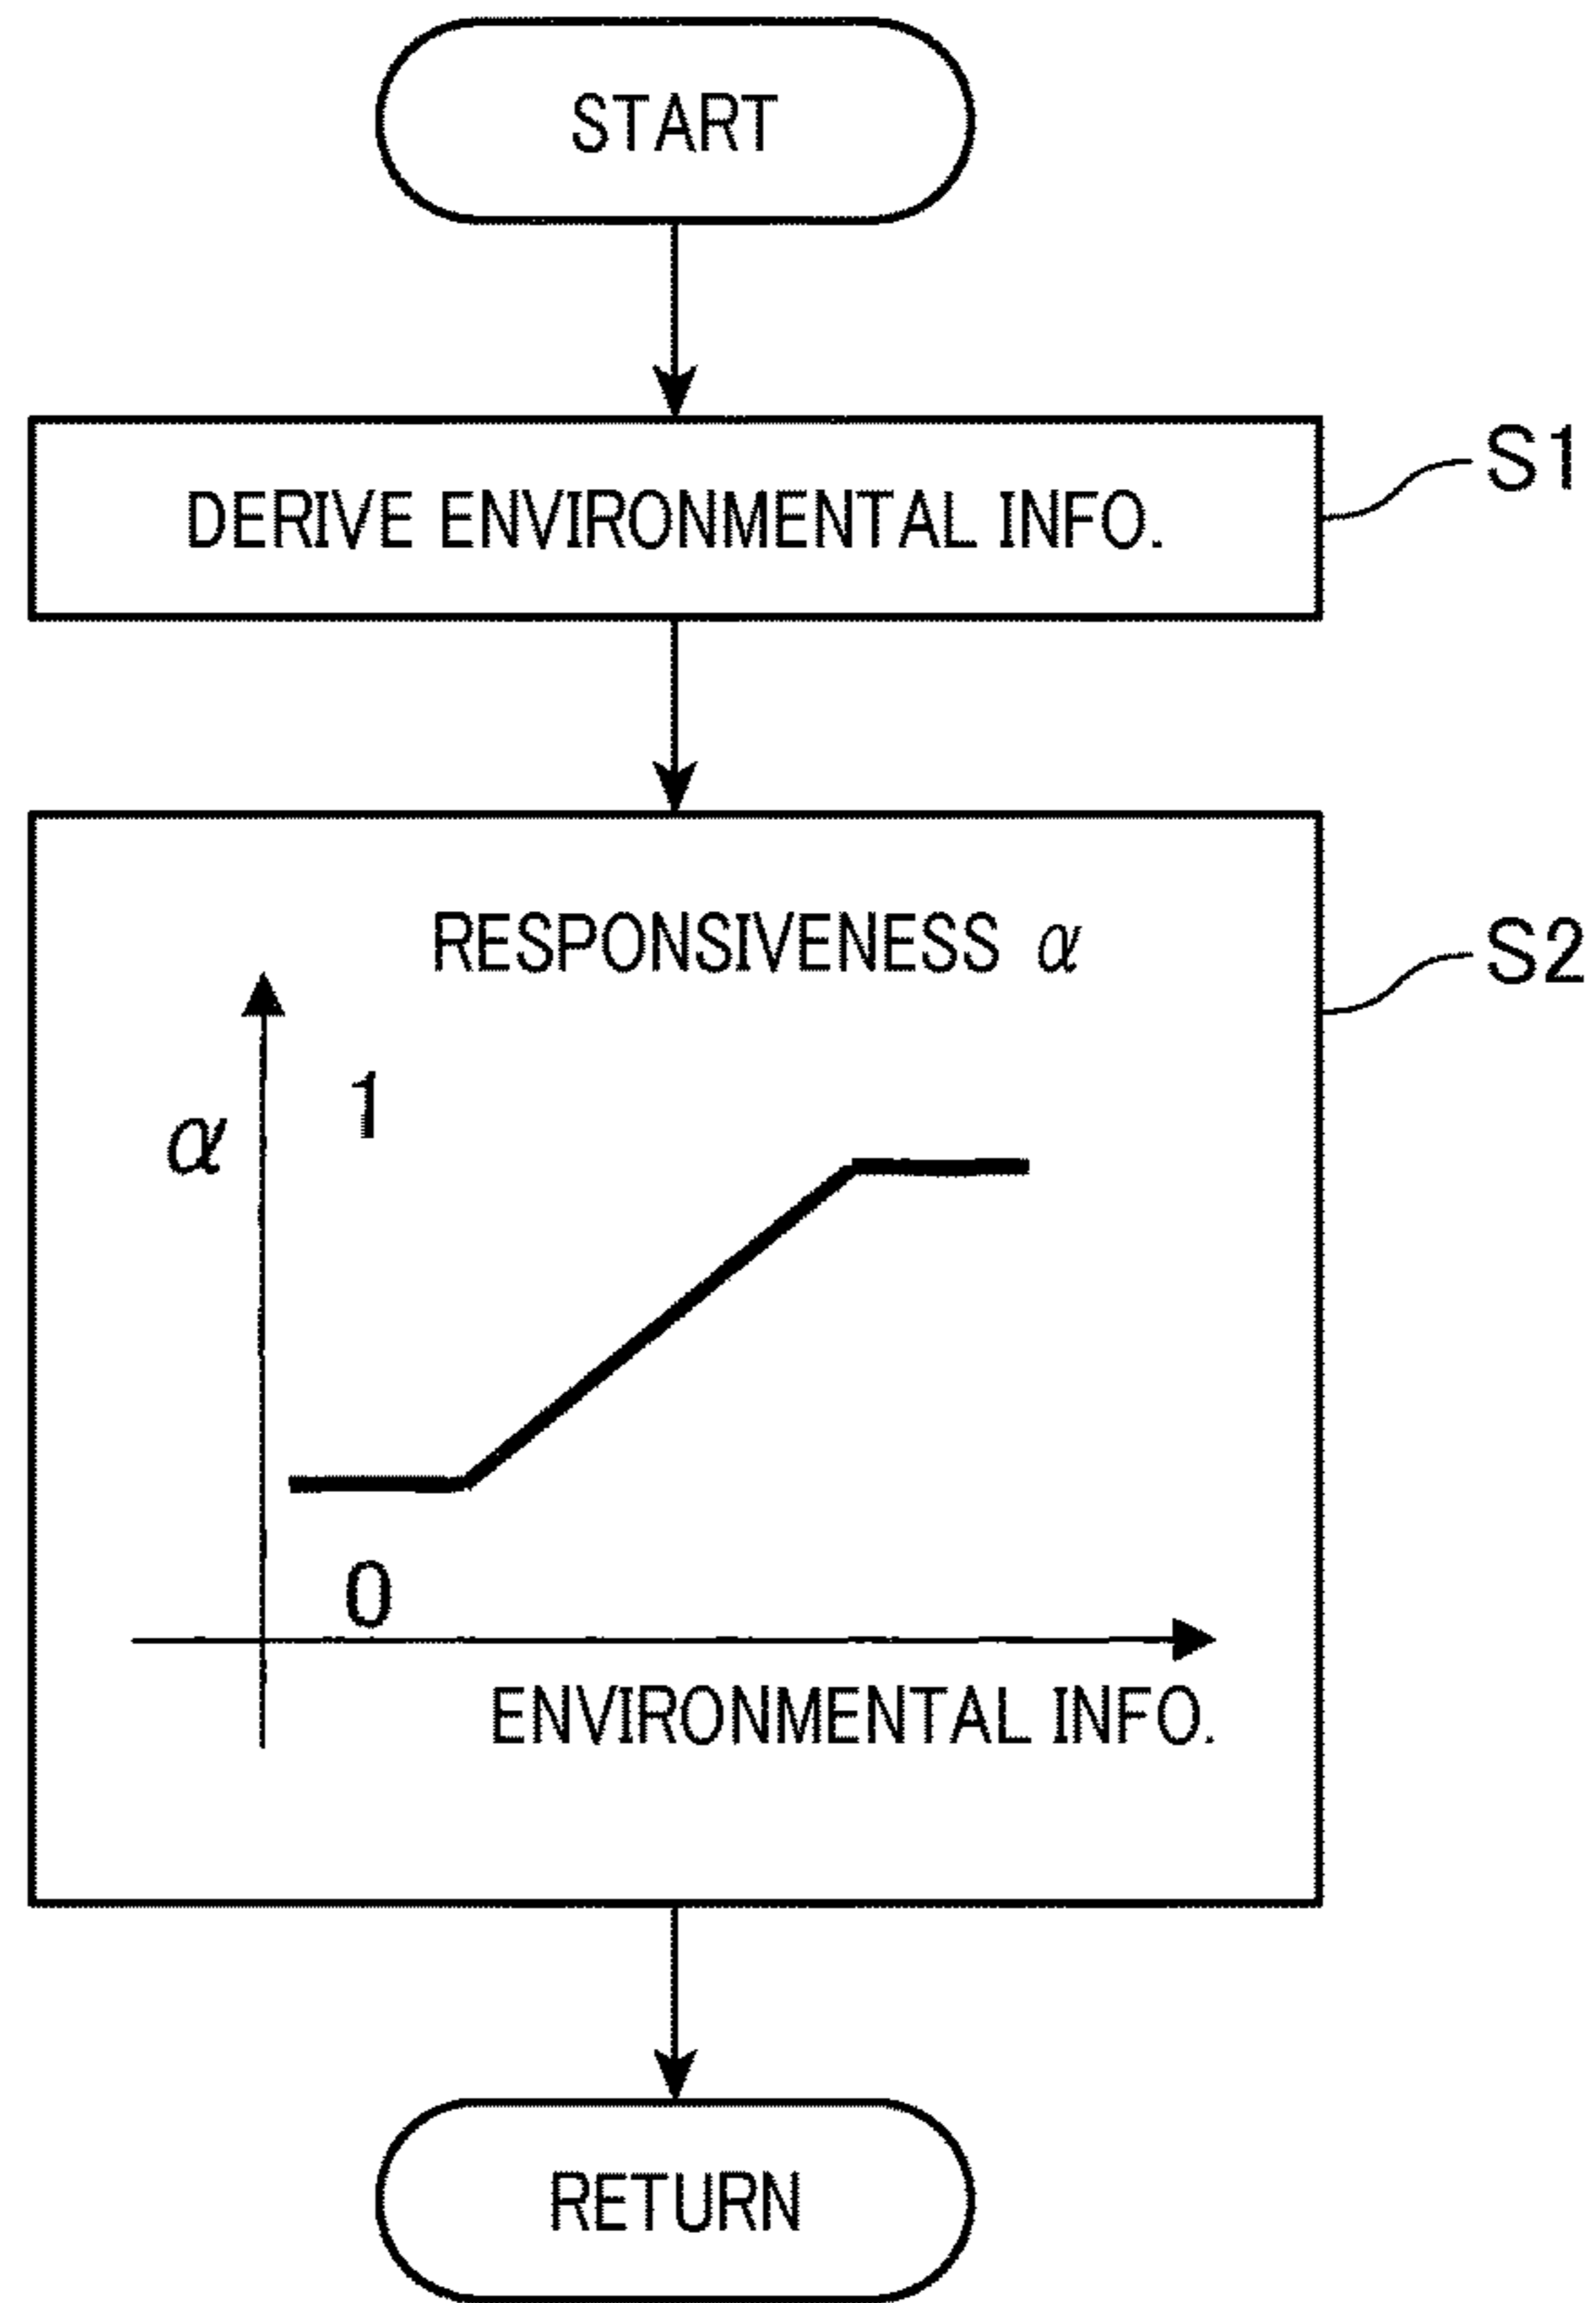 START
DERIVE ENVIRONMENTAL INFO.
S1
RESPONSIVENESS α
S2
1
α
0
ENVIRONMENTAL INFO.
RETURN